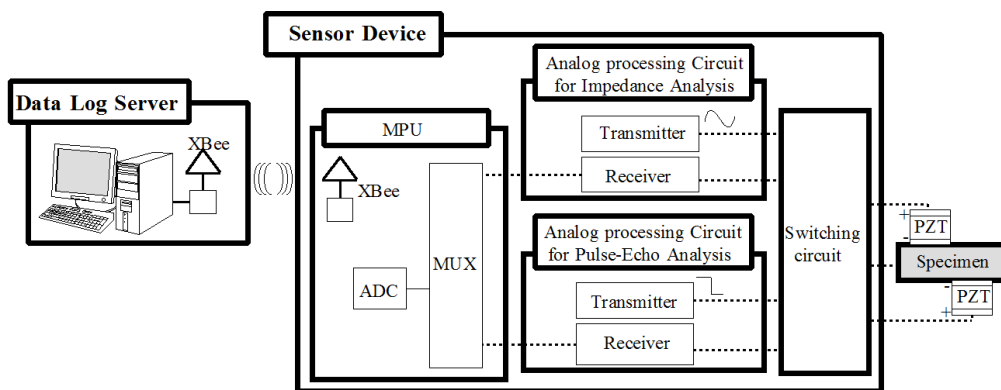 Sensor Device
Data Log Server
XBee
MPU
XBee
ADC
MUX
Analog processing Circuit
for Impedance Analysis
Transmitter
Receiver
Analog processing Circuit
for Pulse-Echo Analysis
Transmitter
Receiver
Switching
circuit
+
-
PZT
Specimen
-
+
PZT